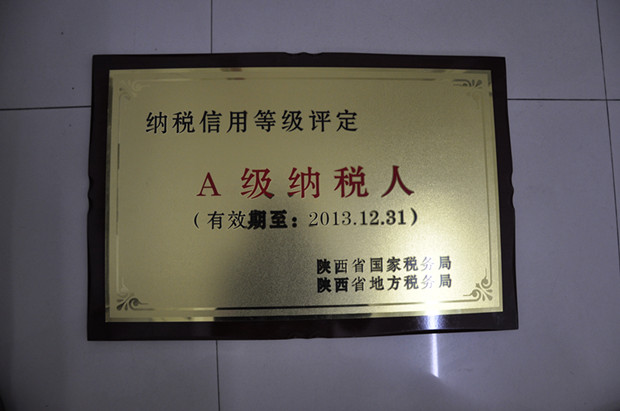 纳税信用等级评定
A级纳税人
(有效期至：2013.12.31)
陕西省国家税务局
陕西省地方税务局